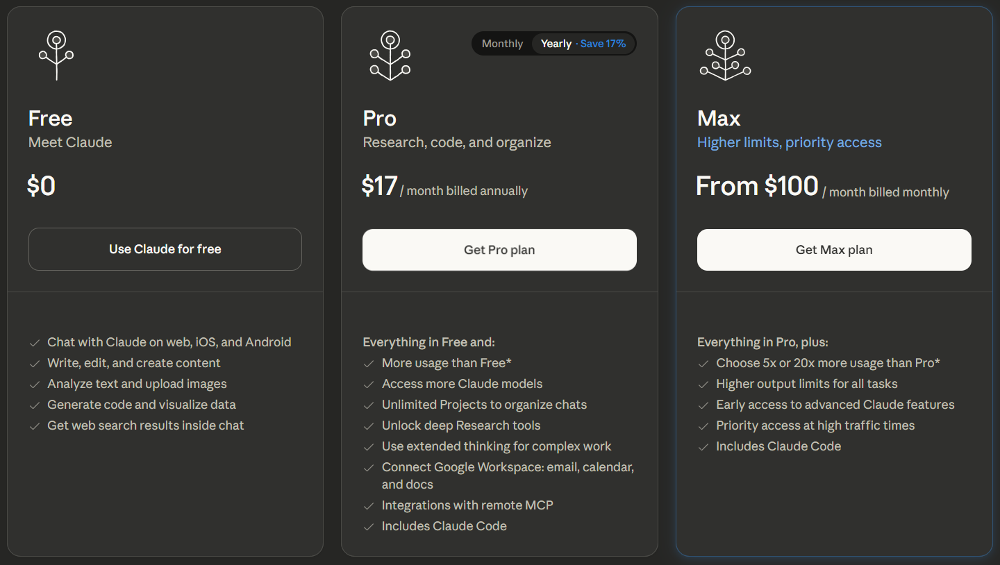 Free
Meet Claude
$0
Use Claude for free
Chat with Claude on web, iOS, and Android
Write, edit, and create content
Analyze text and upload images
Generate code and visualize data
Get web search results inside chat
Monthly
Yearly · Save 17%
Pro
Research, code, and organize
$17 / month billed annually
Get Pro plan
Everything in Free and:
More usage than Free*
Access more Claude models
Unlimited Projects to organize chats
Unlock deep Research tools
Use extended thinking for complex work
Connect Google Workspace: email, calendar,
and docs
Integrations with remote MCP
Includes Claude Code
Max
Higher limits, priority access
From $100 / month billed monthly
Get Max plan
Everything in Pro, plus:
Choose 5x or 20x more usage than Pro*
Higher output limits for all tasks
Early access to advanced Claude features
Priority access at high traffic times
Includes Claude Code